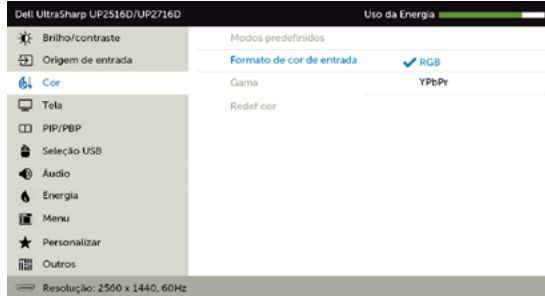 Dell UltraSharp UP2516D/UP2716D
Uso da Energia
Brilho/contraste
Modos predefinidos
Origem de entrada
Formato de cor de entrada
RGB
Cor
Gama
YPbPr
Tela
Redef cor
PIP/PBP
Seleção USB
Áudio
Energia
Menu
Personalizar
Outros
Resolução: 2560 x 1440, 60Hz